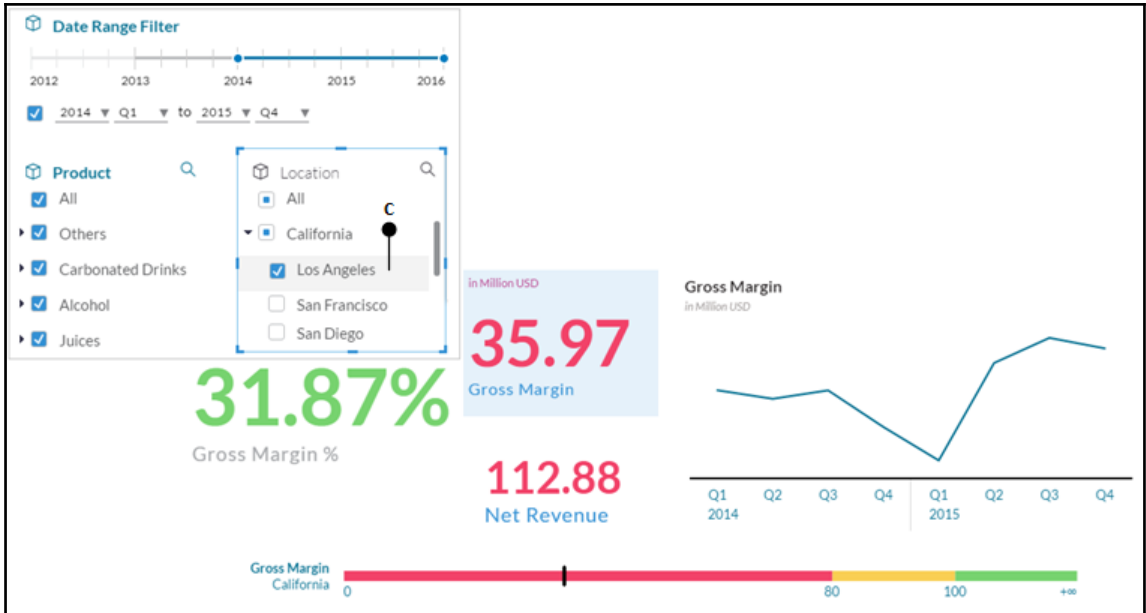 Date Range Filter
2012 2013 2014 2015 2016
2014 Q1 to 2015 Q4
Product
All
Others
Carbonated Drinks
Alcohol
Juices
Location
All
C
California
Los Angeles
San Francisco
San Diego
31.87%
Gross Margin %
in Million USD
35.97
Gross Margin
112.88
Net Revenue
Gross Margin
in Million USD
Q1 Q2 Q3 Q4 Q1 Q2 Q3 Q4
2014 2015
Gross Margin
California
0 80 100 +∞